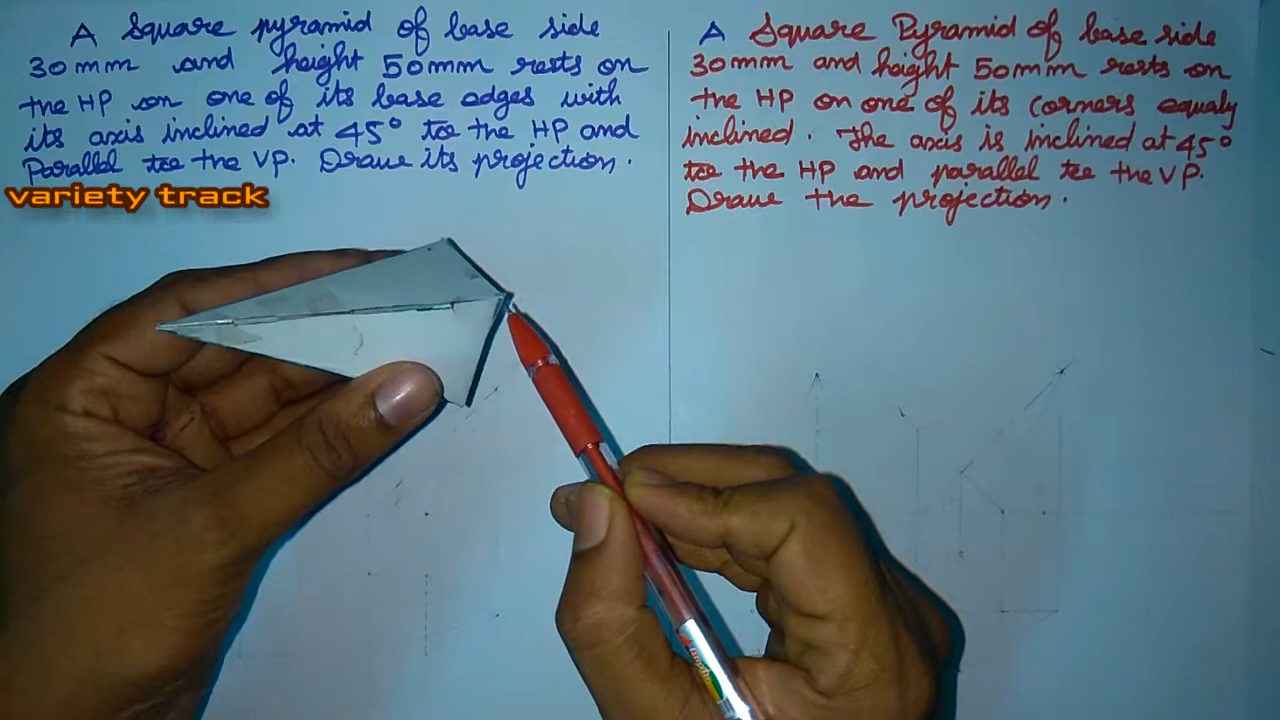 A Square pyramid of base side
30mm and height 50mm rests on
the HP on one of its base edges with
its axis inclined at 45° to the HP and
Parallel to the VP. Draw its projection.
variety track
A Square Pyramid of base side
30mm and height 50mm rests on
the HP on one of its corners equaly
inclined. The axis is inclined at 45°
to the HP and parallel to the VP.
Draw the projection.